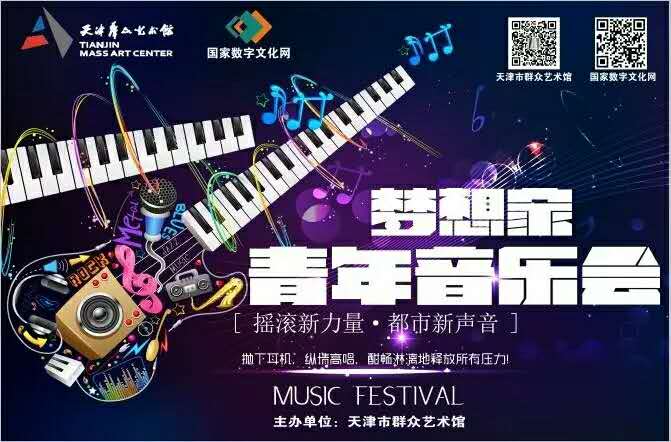 天津群众艺术馆
TIANJIN
MASS ART CENTER
国家数字文化网
天津市群众艺术馆
国家数字文化网
Metal
BLUES
ROCK
MUSIC
梦想家
青年音乐会
[ 摇滚新力量·都市新声音 ]
抛下耳机，纵情高唱，酣畅淋漓地释放所有压力!
MUSIC FESTIVAL
主办单位：天津市群众艺术馆